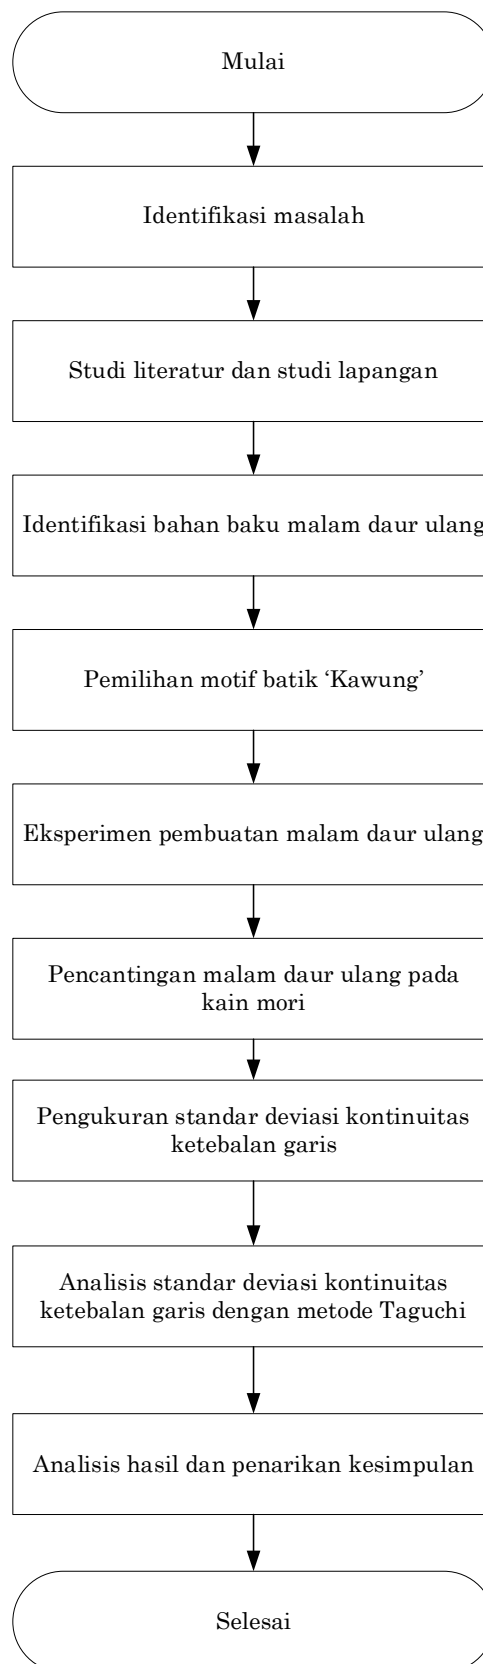 Mulai
Identifikasi masalah
Studi literatur dan studi lapangan
Identifikasi bahan baku malam daur ulang
Pemilihan motif batik ‘Kawung’
Eksperimen pembuatan malam daur ulang
Pencantingan malam daur ulang pada
kain mori
Pengukuran standar deviasi kontinuitas
ketebalan garis
Analisis standar deviasi kontinuitas
ketebalan garis dengan metode Taguchi
Analisis hasil dan penarikan kesimpulan
Selesai